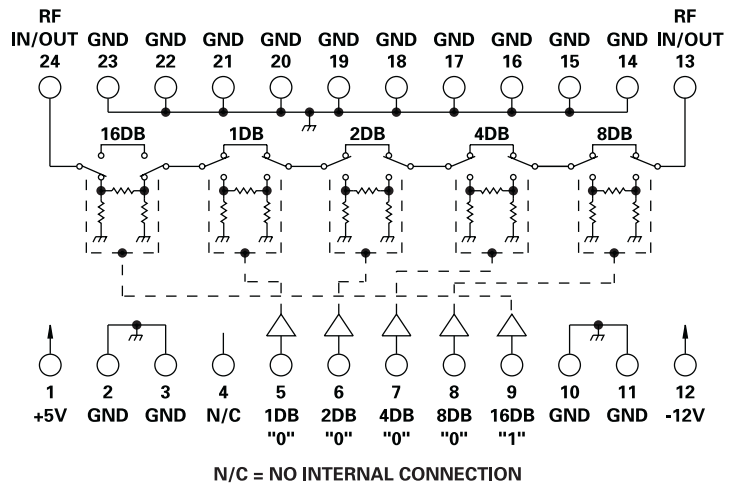 RF RF
IN/OUT GND GND GND GND GND GND GND GND GND GND IN/OUT
24 23 22 21 20 19 18 17 16 15 14 13
16DB 1DB 2DB 4DB 8DB
1 2 3 4 5 6 7 8 9 10 11 12
+5V GND GND N/C 1DB 2DB 4DB 8DB 16DB GND GND -12V
"0" "0" "0" "0" "1"
N/C = NO INTERNAL CONNECTION